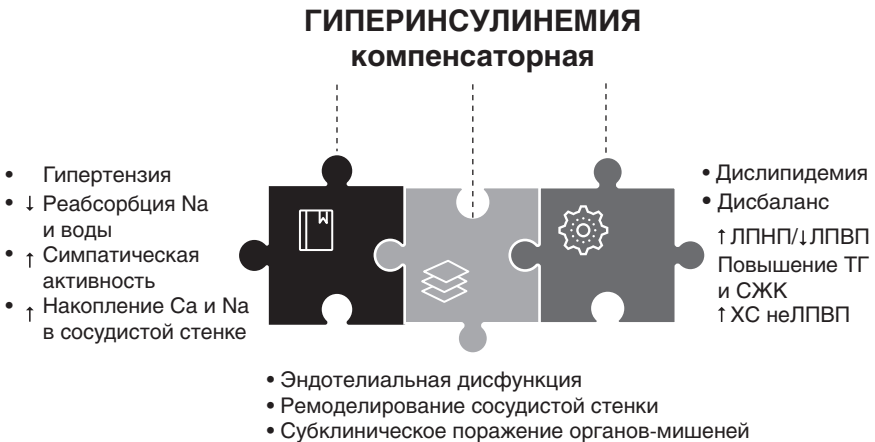 ГИПЕРИНСУЛИНЕМИЯ
компенсаторная
• Гипертензия
• ↓ Реабсорбция Na
и воды
• ↑ Симпатическая
активность
• ↑ Накопление Ca и Na
в сосудистой стенке
• Дислипидемия
• Дисбаланс
↑ЛПНП/↓ЛПВП
Повышение ТГ
и СЖК
↑ХС неЛПВП
• Эндотелиальная дисфункция
• Ремоделирование сосудистой стенки
• Субклиническое поражение органов-мишеней